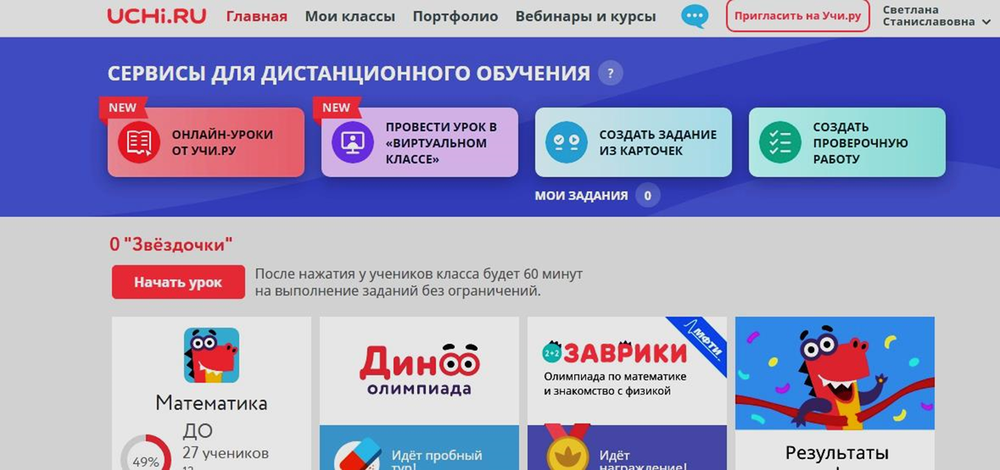 UCHi.RU Главная Мои классы Портфолио Вебинары и курсы Пригласить на Учи.ру Светлана
Станиславовна
СЕРВИСЫ ДЛЯ ДИСТАНЦИОННОГО ОБУЧЕНИЯ ?
NEW
ОНЛАЙН-УРОКИ
ОТ УЧИ.РУ
NEW
ПРОВЕСТИ УРОК В
«ВИРТУАЛЬНОМ
КЛАССЕ»
СОЗДАТЬ ЗАДАНИЕ
ИЗ КАРТОЧЕК
СОЗДАТЬ
ПРОВЕРОЧНУЮ
РАБОТУ
МОИ ЗАДАНИЯ 0
0 "Звёздочки"
Начать урок
После нажатия у учеников класса будет 60 минут
на выполнение заданий без ограничений.
Математика
ДО
27 учеников
49%
Дино
олимпиада
Идёт пробный
тур!
2+2 ЗАВРИКИ
МФТИ
Олимпиада по математике
и знакомство с физикой
Идёт
награждение!
Результаты